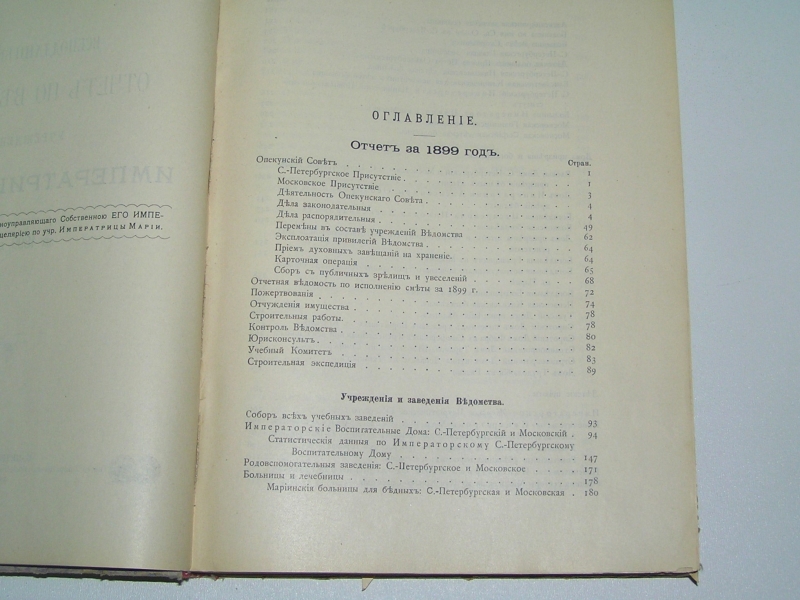 ноуправляющаго Собственною ЕГО ИМПЕ-
целяріею по учр. Императрицы Маріи.
ОГЛАВЛЕНІЕ.
Отчетъ за 1899 годъ.
Стран.
Опекунскій Совѣтъ . . . 1
С.-Петербургское Присутствіе . . . 1
Московское Присутствіе . . . 3
Дѣятельность Опекунскаго Совѣта . . . 4
Дѣла законодательныя . . . 4
Дѣла распорядительныя . . . 49
Перемѣны въ составѣ учрежденій Вѣдомства . . . 62
Эксплоатація привилегій Вѣдомства . . . 64
Пріемъ духовныхъ завѣщаній на храненіе . . . 64
Карточная операція . . . 65
Сборъ съ публичныхъ зрѣлищъ и увеселеній . . . 68
Отчетная вѣдомость по исполненію смѣты за 1899 г. . . . 72
Пожертвованія . . . 74
Отчужденія имущества . . . 78
Строительныя работы . . . 78
Контроль Вѣдомства . . . 80
Юрисконсультъ . . . 82
Учебный Комитетъ . . . 83
Строительная экспедиція . . . 89
Учрежденія и заведенія Вѣдомства.
Соборъ всѣхъ учебныхъ заведеній . . . 93
Императорскіе Воспитательные Дома: С.-Петербургскій и Московскій . 94
Статистическія данныя по Императорскому С.-Петербургскому
Воспитательному Дому . . . 147
Родовспомогательныя заведенія: С.-Петербургское и Московское . . . 171
Больницы и лечебницы . . . 178
Маріинскія больницы для бѣдныхъ: С.-Петербургская и Московская . 180